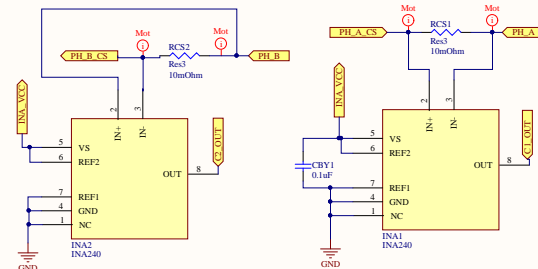 Mot
Mot
RCS2
PH_B_CS
PH_B
Res3
10mOhm
INA_VCC
2
3
IN+
IN-
5
VS
6
REF2
C2_OUT
OUT
8
7
REF1
4
GND
1
NC
INA2
INA240
GND
Mot
Mot
RCS1
PH_A_CS
PH_A
Res3
10mOhm
INA_VCC
2
3
IN+
IN-
5
VS
6
REF2
C1_OUT
OUT
8
CBY1
0.1uF
7
REF1
4
GND
1
NC
INA1
INA240
GND